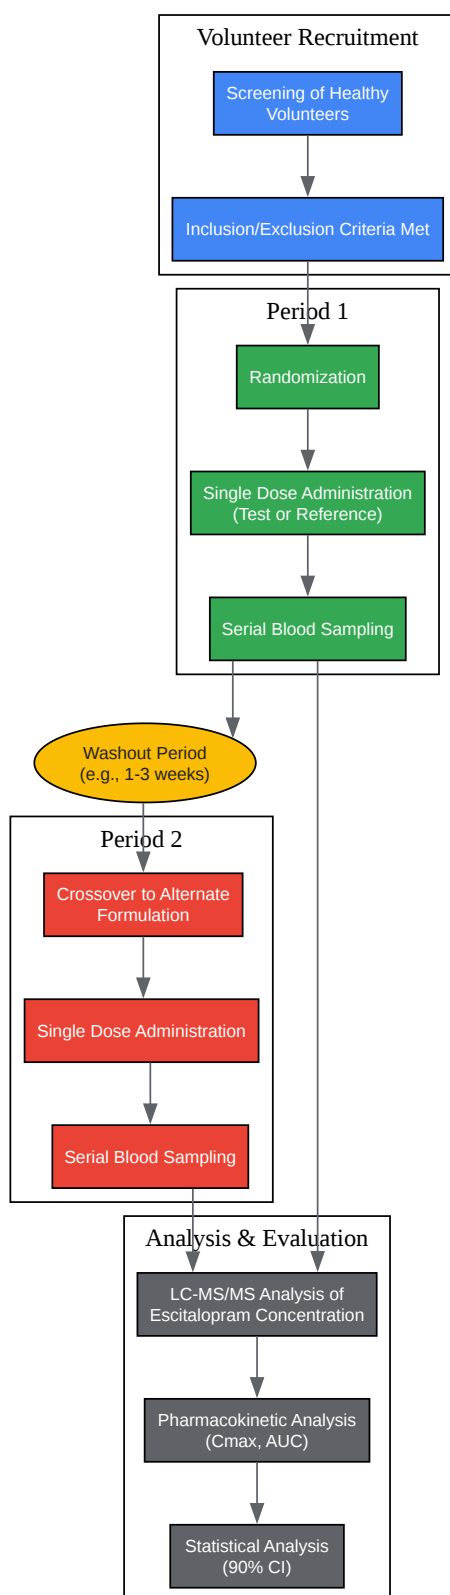 Volunteer Recruitment
Screening of Healthy
Volunteers
Inclusion/Exclusion Criteria Met
Period 1
Randomization
Single Dose Administration
(Test or Reference)
Serial Blood Sampling
Washout Period
(e.g., 1-3 weeks)
Period 2
Crossover to Alternate
Formulation
Single Dose Administration
Serial Blood Sampling
Analysis & Evaluation
LC-MS/MS Analysis of
Escitalopram Concentration
Pharmacokinetic Analysis
(Cmax, AUC)
Statistical Analysis
(90% CI)